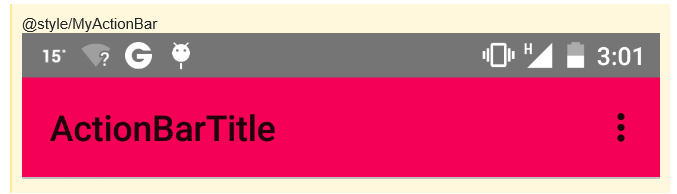 @style/MyActionBar
15° ? G H 3:01
ActionBarTitle